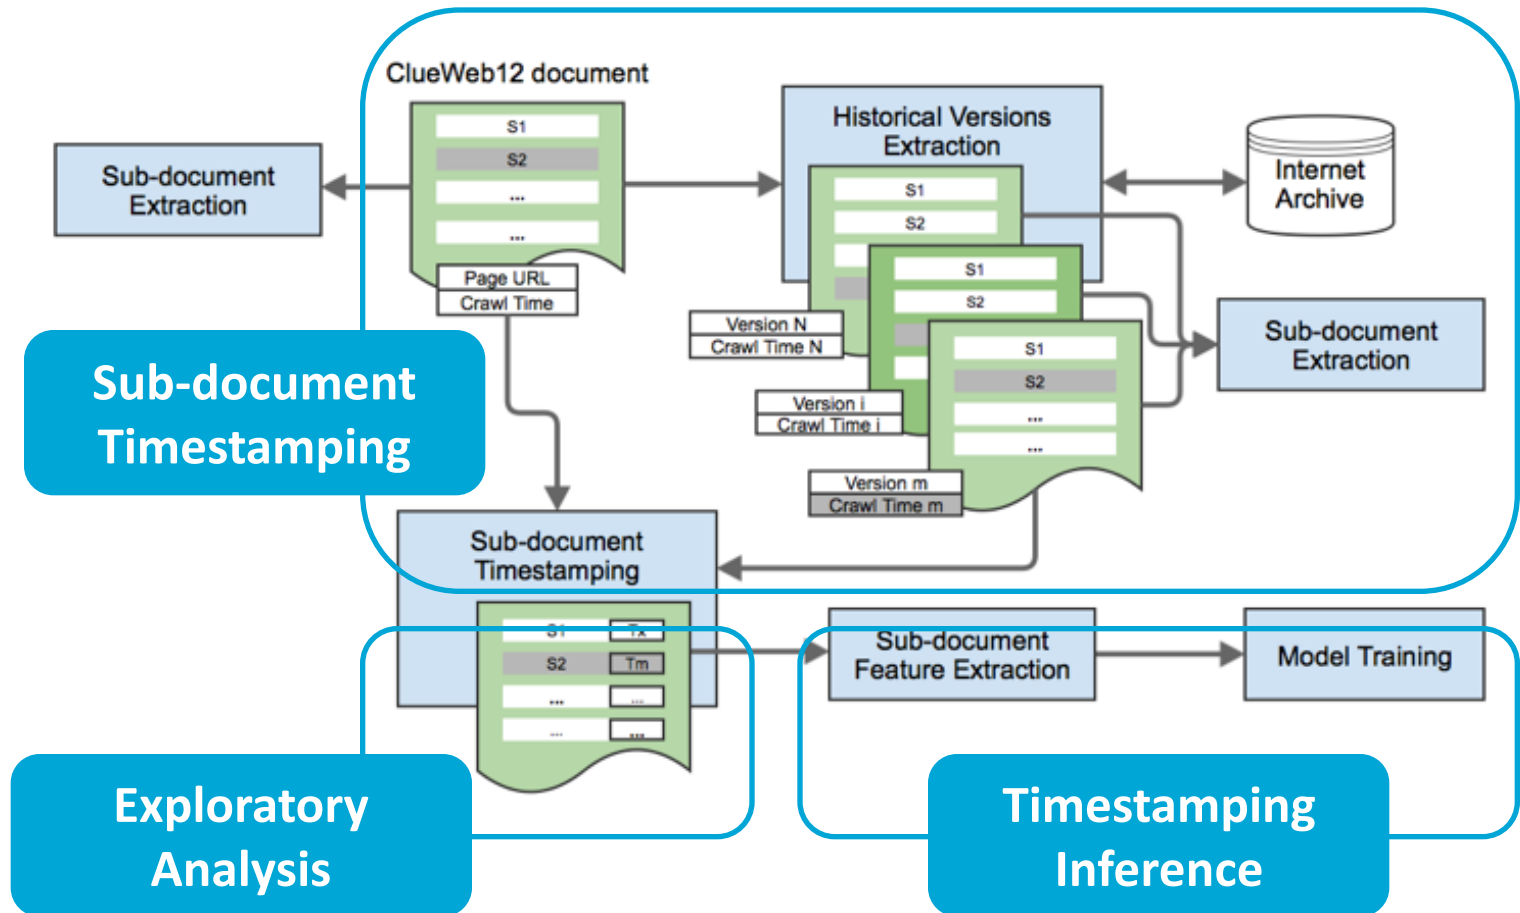 ClueWeb12 document
S1
S2
...
...
Page URL
Crawl Time
Sub-document
Extraction
Historical Versions
Extraction
S1
S2
Version N
Crawl Time N
S1
S2
Version i
Crawl Time i
S1
S2
...
...
Version m
Crawl Time m
Internet
Archive
Sub-document
Extraction
Sub-document
Timestamping
Sub-document
Timestamping
S1 Tx
S2 Tm
... ...
... ...
Sub-document
Feature Extraction
Model Training
Exploratory
Analysis
Timestamping
Inference